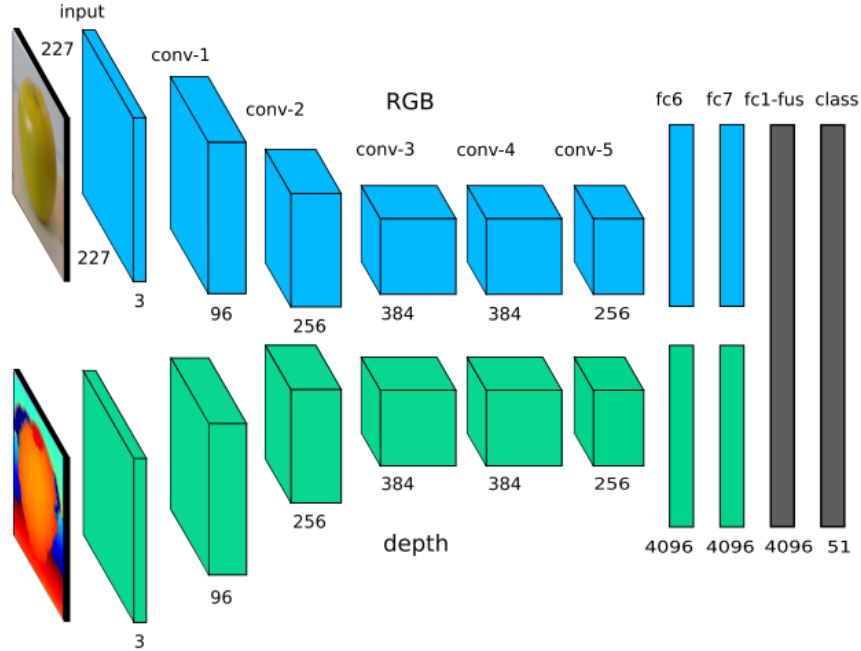 input
227
conv-1
conv-2
RGB
conv-3
conv-4
conv-5
fc6
fc7
fc1-fus
class
227
3
96
256
384
384
256
3
96
256
384
384
256
depth
4096
4096
4096
51